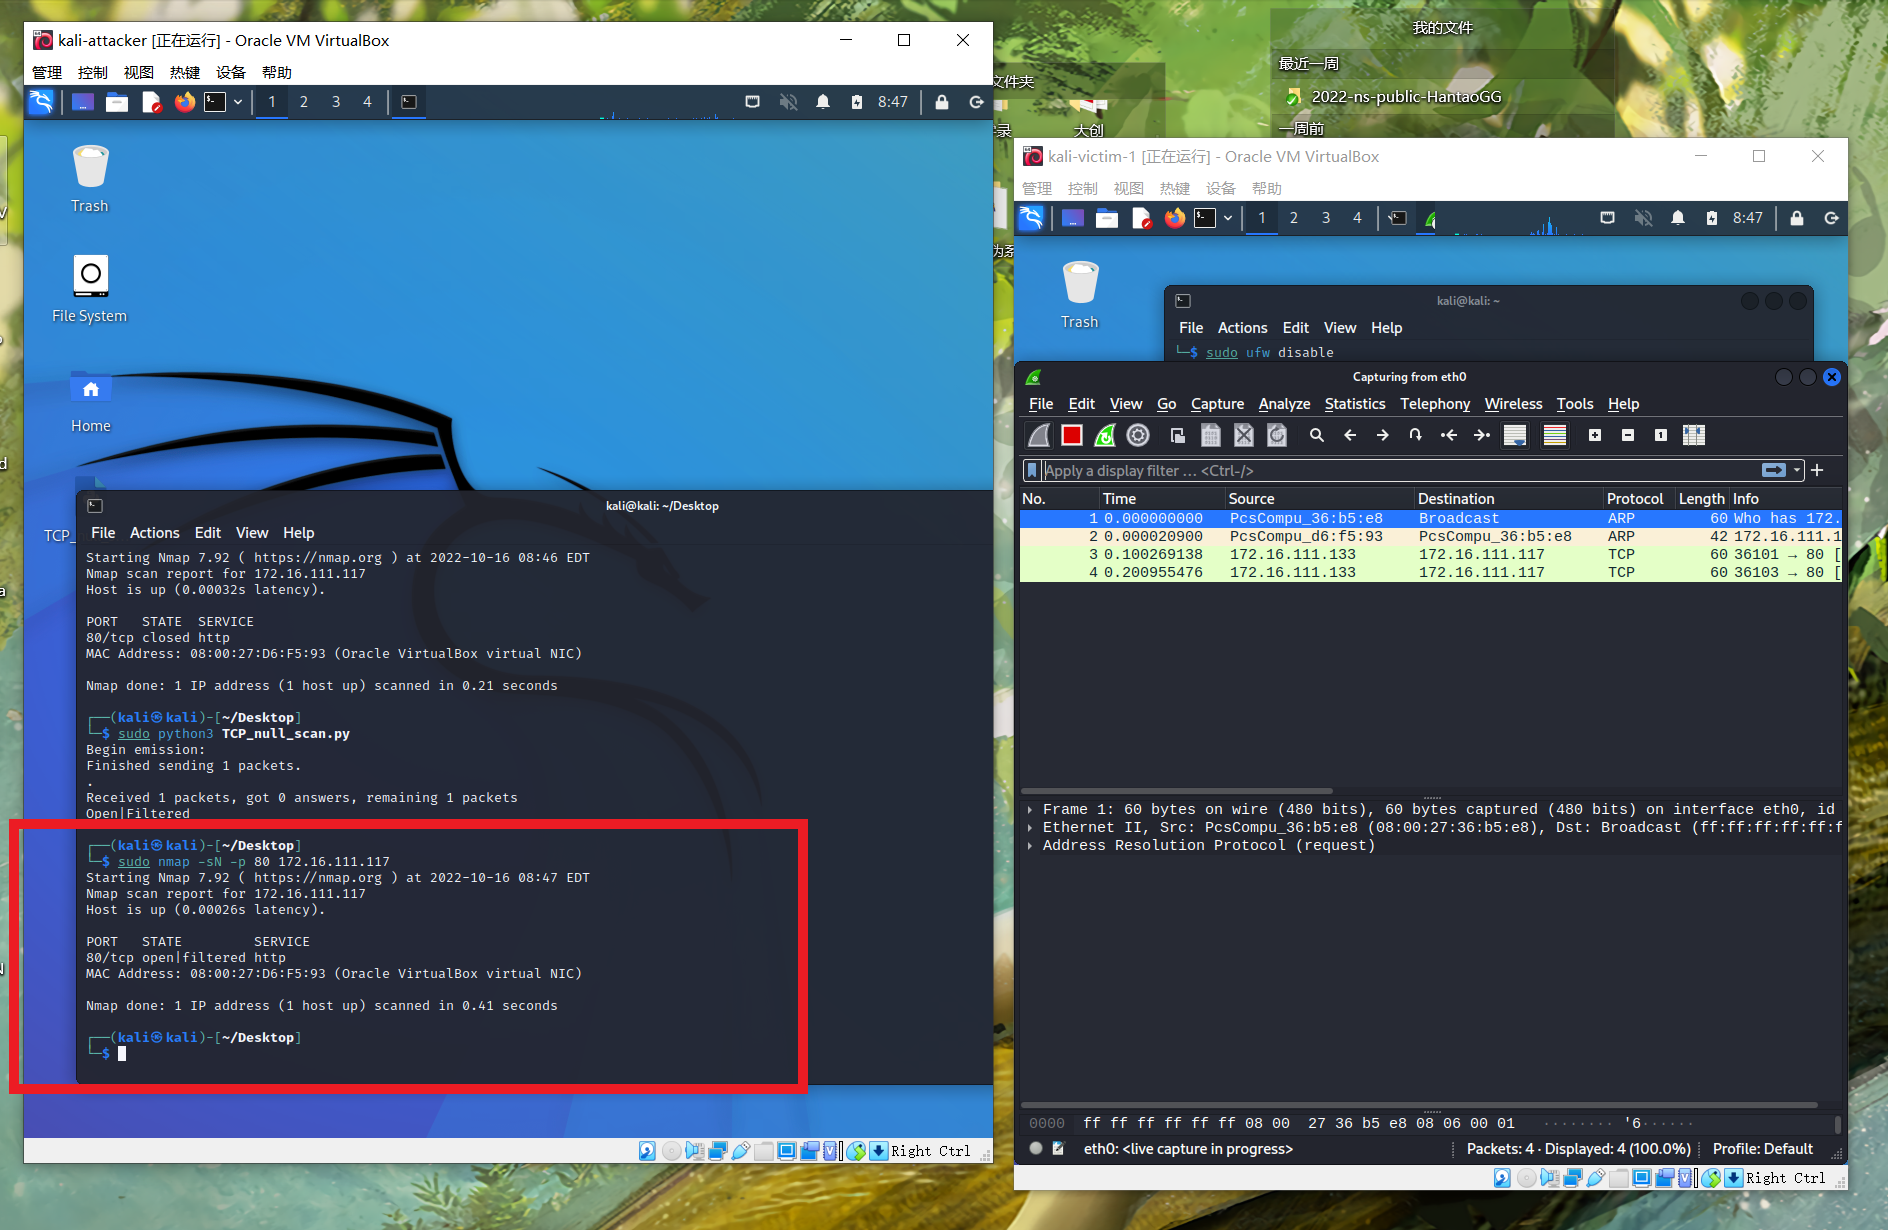 kali-attacker [正在运行] - Oracle VM VirtualBox
管理 控制 视图 热键 设备 帮助
1 2 3 4 8:47
Trash
File System
Home
TCP_
kali@kali: ~/Desktop
File Actions Edit View Help
Starting Nmap 7.92 ( https://nmap.org ) at 2022-10-16 08:46 EDT
Nmap scan report for 172.16.111.117
Host is up (0.00032s latency).
PORT STATE SERVICE
80/tcp closed http
MAC Address: 08:00:27:D6:F5:93 (Oracle VirtualBox virtual NIC)
Nmap done: 1 IP address (1 host up) scanned in 0.21 seconds
┌──(kali㉿kali)-[~/Desktop]
└─$ sudo python3 TCP_null_scan.py
Begin emission:
Finished sending 1 packets.
.
Received 1 packets, got 0 answers, remaining 1 packets
Open|Filtered
┌──(kali㉿kali)-[~/Desktop]
└─$ sudo nmap -sN -p 80 172.16.111.117
Starting Nmap 7.92 ( https://nmap.org ) at 2022-10-16 08:47 EDT
Nmap scan report for 172.16.111.117
Host is up (0.00026s latency).
PORT STATE SERVICE
80/tcp open|filtered http
MAC Address: 08:00:27:D6:F5:93 (Oracle VirtualBox virtual NIC)
Nmap done: 1 IP address (1 host up) scanned in 0.41 seconds
┌──(kali㉿kali)-[~/Desktop]
└─$
Right Ctrl
我的文件
最近一周
2022-ns-public-HantaoGG
一周前
文件夹
录
大创
kali-victim-1 [正在运行] - Oracle VM VirtualBox
管理 控制 视图 热键 设备 帮助
1 2 3 4 8:47
Trash
kali@kali: ~
File Actions Edit View Help
└─$ sudo ufw disable
Capturing from eth0
File Edit View Go Capture Analyze Statistics Telephony Wireless Tools Help
Apply a display filter ... <Ctrl-/>
No. Time Source Destination Protocol Length Info
1 0.000000000 PcsCompu_36:b5:e8 Broadcast ARP 60 Who has 172.
2 0.000020900 PcsCompu_d6:f5:93 PcsCompu_36:b5:e8 ARP 42 172.16.111.1
3 0.100269138 172.16.111.133 172.16.111.117 TCP 60 36101 → 80 [
4 0.200955476 172.16.111.133 172.16.111.117 TCP 60 36103 → 80 [
Frame 1: 60 bytes on wire (480 bits), 60 bytes captured (480 bits) on interface eth0, id
Ethernet II, Src: PcsCompu_36:b5:e8 (08:00:27:36:b5:e8), Dst: Broadcast (ff:ff:ff:ff:ff:f
Address Resolution Protocol (request)
0000 ff ff ff ff ff ff 08 00 27 36 b5 e8 08 06 00 01 ········ '6······
eth0: <live capture in progress> Packets: 4 · Displayed: 4 (100.0%) Profile: Default
Right Ctrl